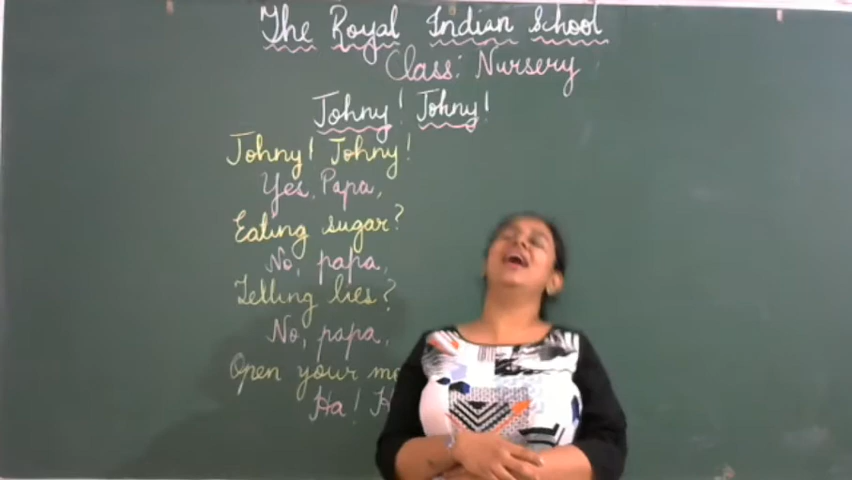 The Royal Indian School
Class: Nursery
Johny! Johny!
Johny! Johny!
Yes, Papa,
Eating sugar?
No, papa,
Telling lies?
No, papa,
Open your
Ha!